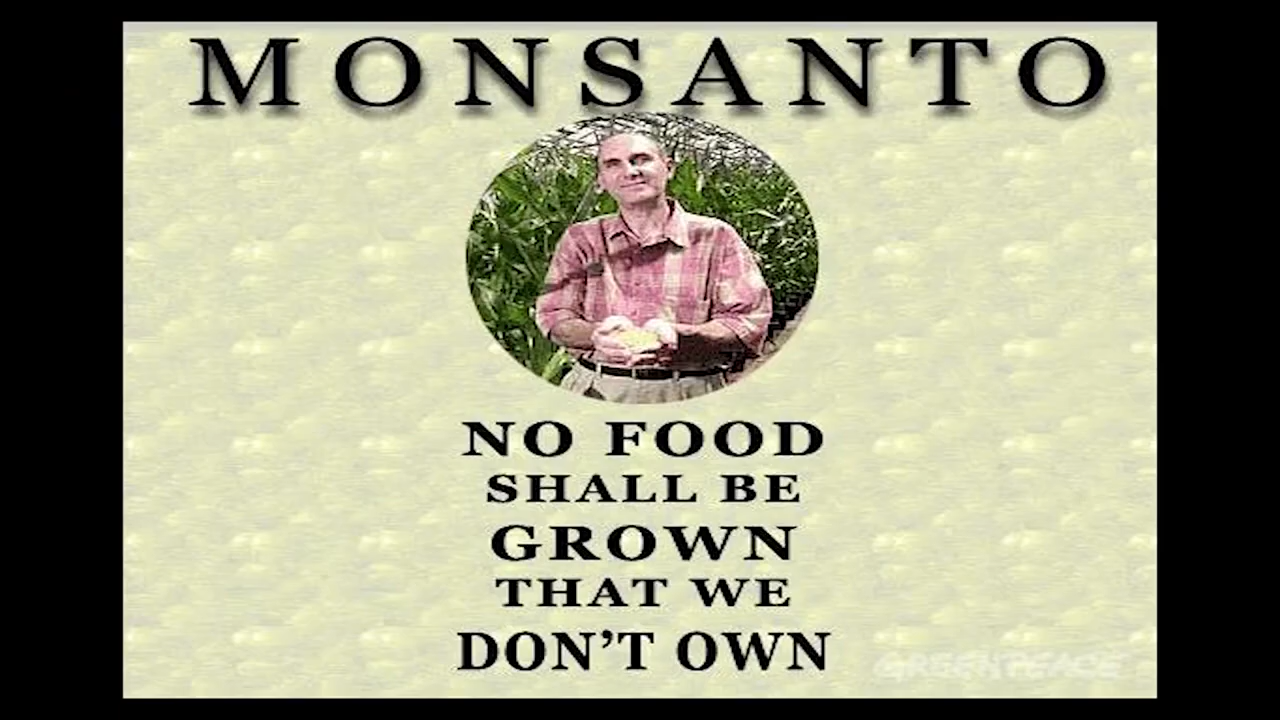 MONSANTO
NO FOOD
SHALL BE
GROWN
THAT WE
DON'T OWN
GREENPEACE